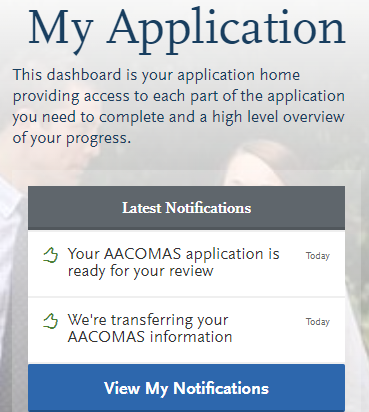 My Application
This dashboard is your application home
providing access to each part of the application
you need to complete and a high level overview
of your progress.
Latest Notifications
Your AACOMAS application is Today
ready for your review
We're transferring your Today
AACOMAS information
View My Notifications